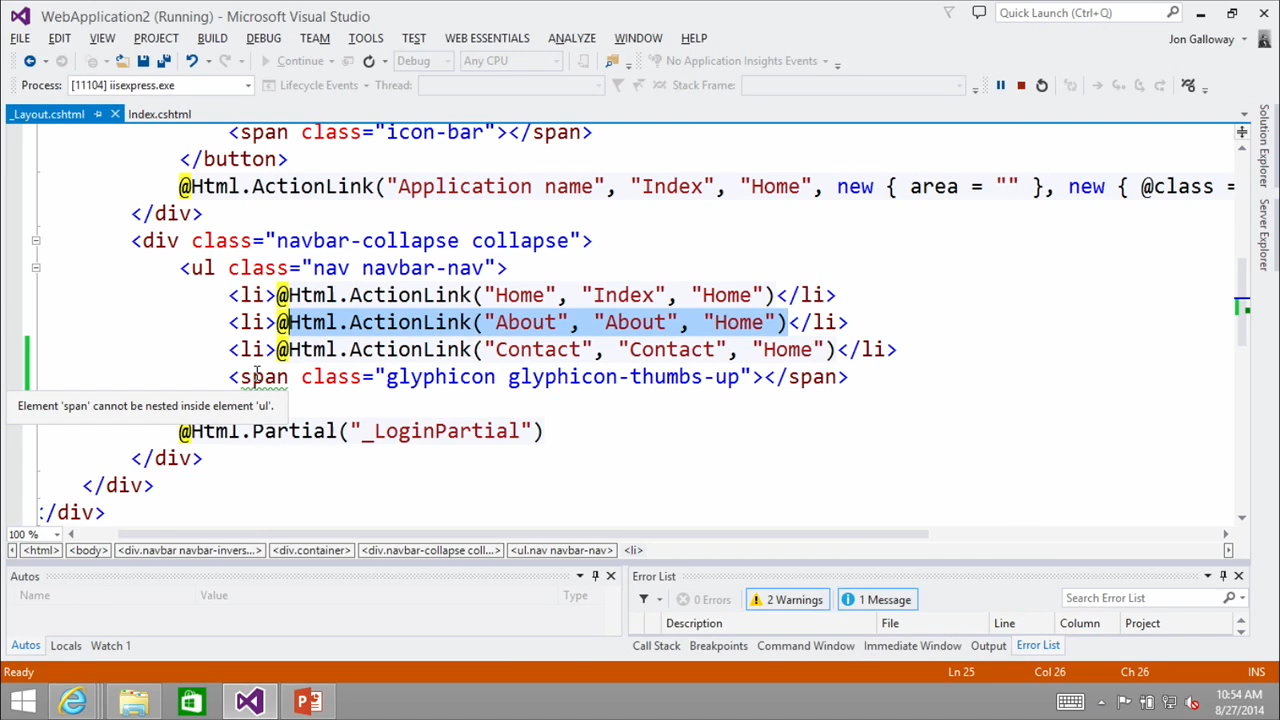 WebApplication2 (Running) - Microsoft Visual Studio
Quick Launch (Ctrl+Q)
FILE EDIT VIEW PROJECT BUILD DEBUG TEAM TOOLS TEST WEB ESSENTIALS ANALYZE WINDOW HELP
Jon Galloway
Continue Debug Any CPU No Application Insights Events
Process: [11104] iisexpress.exe Lifecycle Events Thread: Stack Frame:
_Layout.cshtml Index.cshtml
Solution Explorer
Server Explorer
<span class="icon-bar"></span>
</button>
@Html.ActionLink("Application name", "Index", "Home", new { area = "" }, new { @class =
</div>
<div class="navbar-collapse collapse">
<ul class="nav navbar-nav">
<li>@Html.ActionLink("Home", "Index", "Home")</li>
<li>@Html.ActionLink("About", "About", "Home")</li>
<li>@Html.ActionLink("Contact", "Contact", "Home")</li>
<span class="glyphicon glyphicon-thumbs-up"></span>
Element 'span' cannot be nested inside element 'ul'.
@Html.Partial("_LoginPartial")
</div>
</div>
</div>
100 %
<html> <body> <div.navbar navbar-invers...> <div.container> <div.navbar-collapse coll...> <ul.nav navbar-nav> <li>
Autos
Name Value Type
Autos Locals Watch 1
Error List
0 Errors 2 Warnings 1 Message Search Error List
Description File Line Column Project
Call Stack Breakpoints Command Window Immediate Window Output Error List
Ready Ln 25 Col 26 Ch 26 INS
10:54 AM
8/27/2014